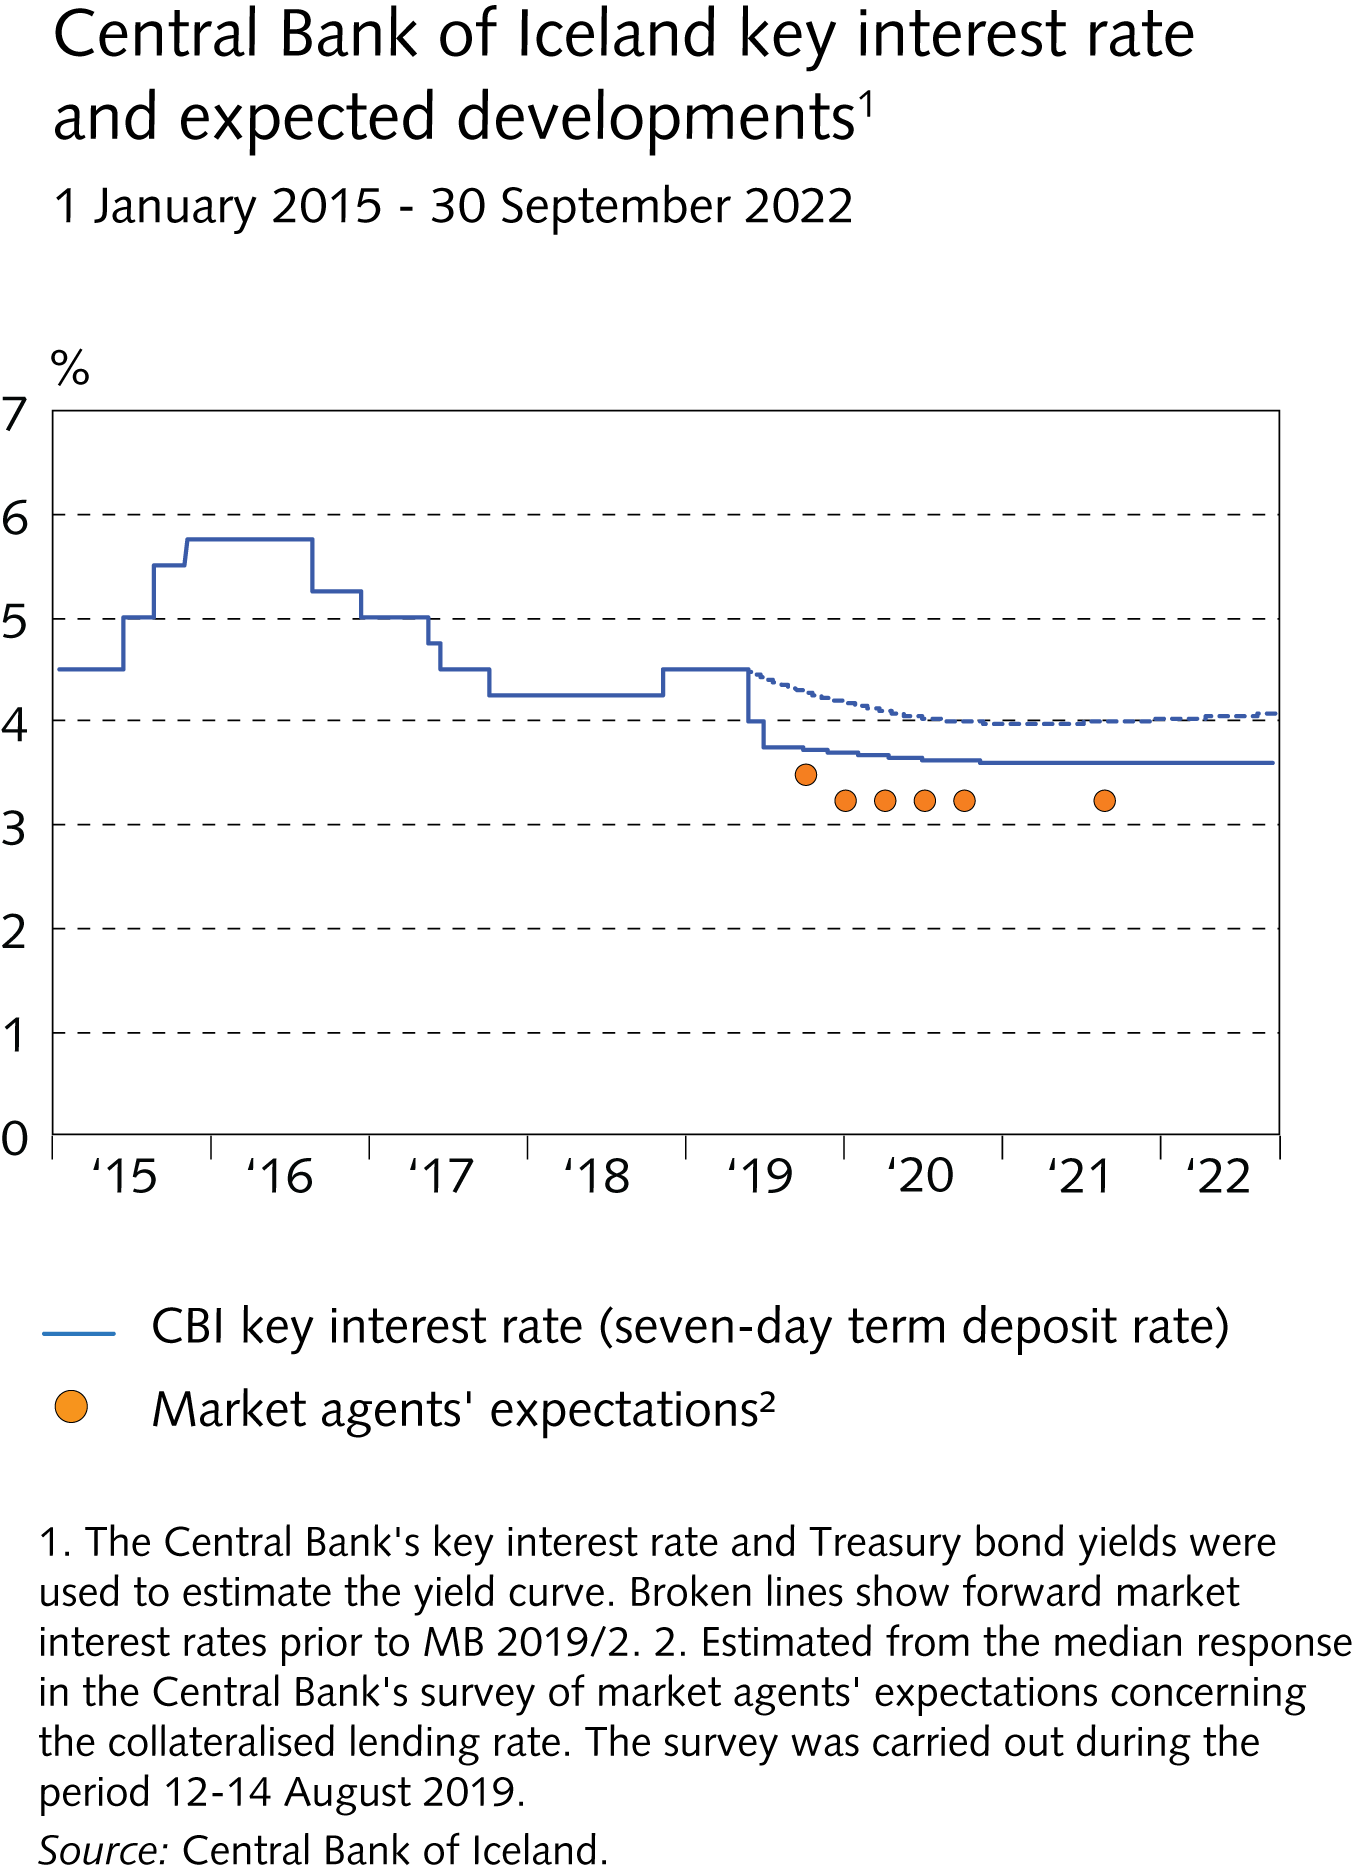 Central Bank of Iceland key interest rate
and expected developments¹
1 January 2015 - 30 September 2022
%
7
6
5
4
3
2
1
0
‘15 ‘16 ‘17 ‘18 ‘19 ‘20 ‘21 ‘22
CBI key interest rate (seven-day term deposit rate)
Market agents' expectations²
1. The Central Bank's key interest rate and Treasury bond yields were
used to estimate the yield curve. Broken lines show forward market
interest rates prior to MB 2019/2. 2. Estimated from the median response
in the Central Bank's survey of market agents' expectations concerning
the collateralised lending rate. The survey was carried out during the
period 12-14 August 2019.
Source: Central Bank of Iceland.